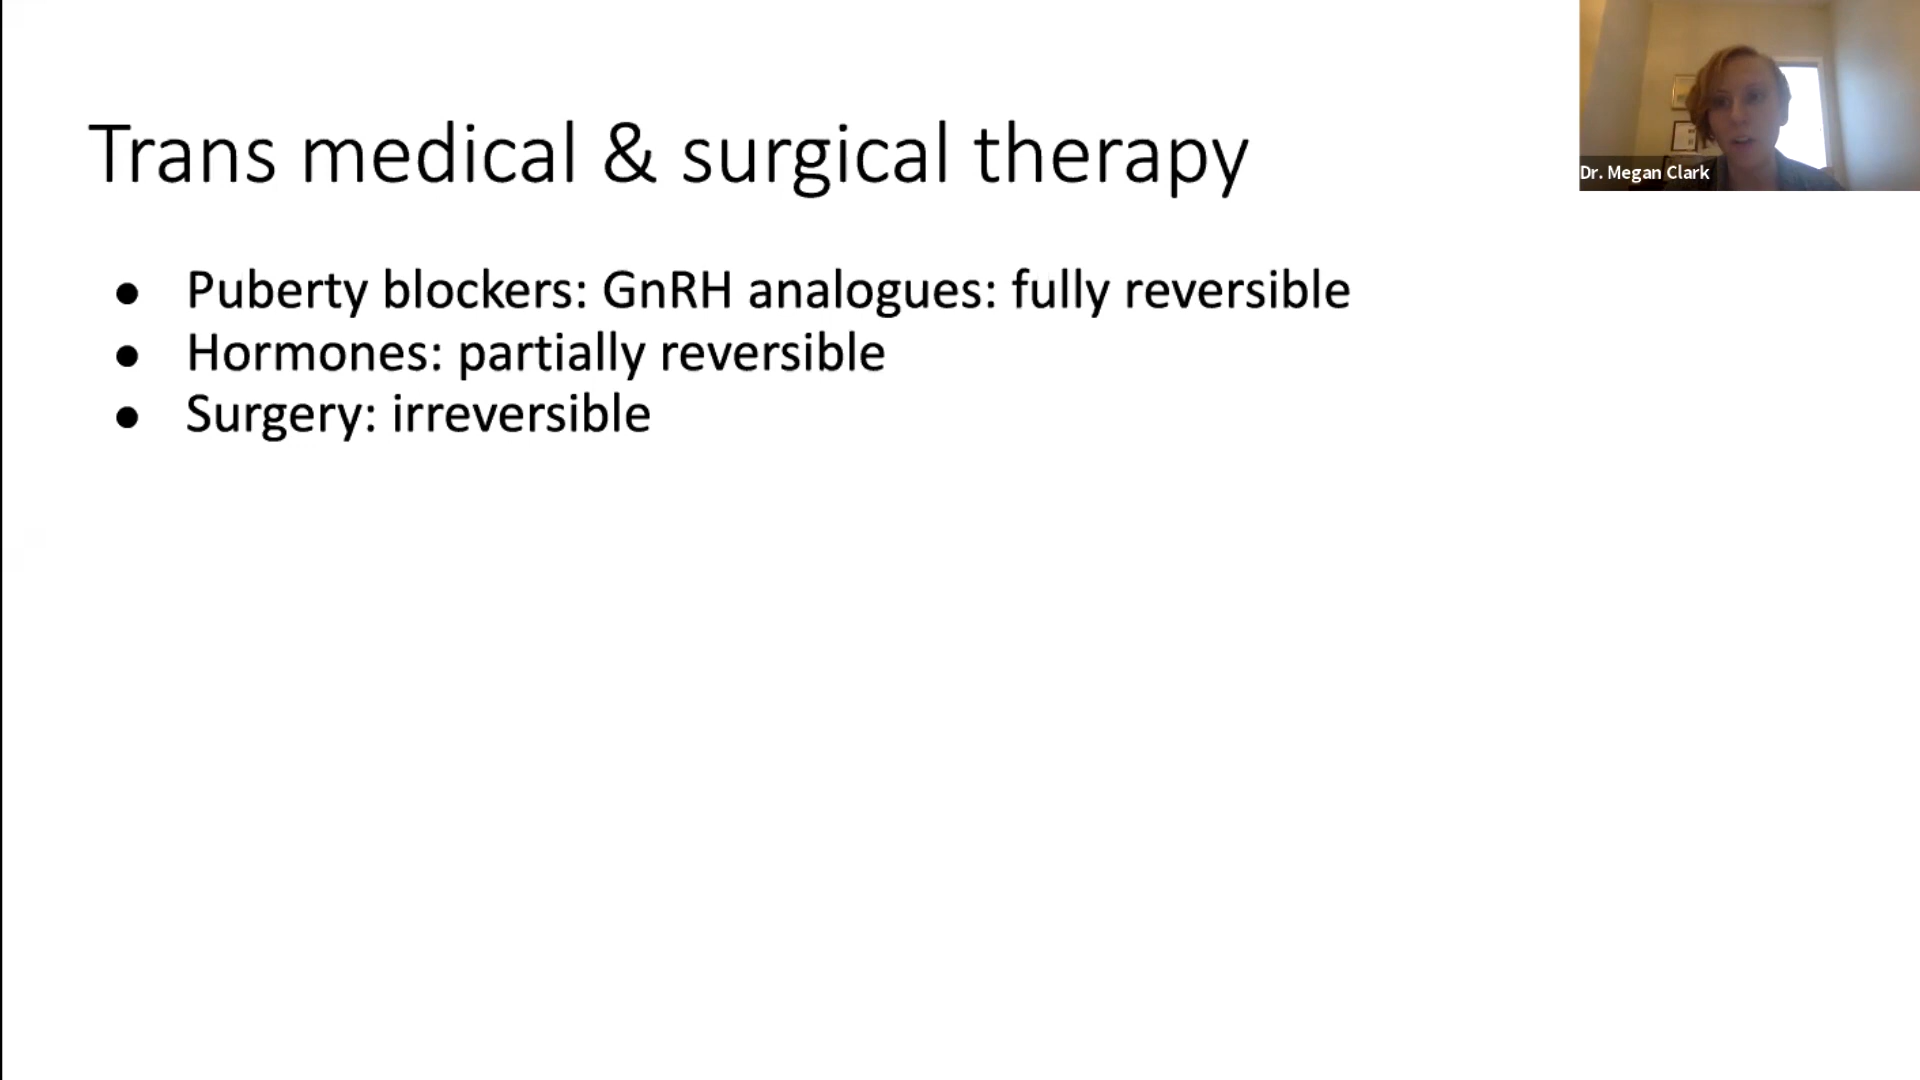 Trans medical & surgical therapy
Dr. Megan Clark
● Puberty blockers: GnRH analogues: fully reversible
● Hormones: partially reversible
● Surgery: irreversible